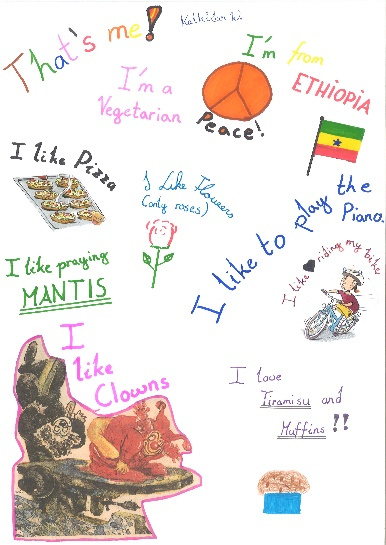 That's me!
I'm from
ETHIOPIA
I'm a
Vegetarian
Peace!
I like Pizza
I Like Flowers
(only roses)
I like to play the
Piano.
I like praying
MANTIS
I like riding my bike
I
like
Clowns
I love
Tiramisu and
Muffins !!